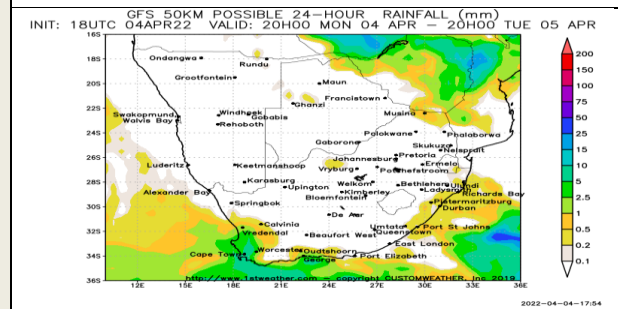 GFS 50KM POSSIBLE 24-HOUR RAINFALL (mm)
INIT: 18UTC 04APR22 VALID: 20H00 MON 04 APR - 20H00 TUE 05 APR
16S
18S
20S
22S
24S
26S
28S
30S
32S
34S
36S
Ondangwa
Rundu
Grootfontein
Maun
Francistown
Ghanzi
Swakopmund
Walvis Bay
Windhoek
Gobabis
Rehoboth
Musina
Polokwane
Phalaborwa
Gaborone
Skukuza
Pretoria
Nelspruit
Johannesburg
Luderitz
Keetmanshoop
Vryburg
Potchefstroom
Ermelo
Karasburg
Upington
Welkom
Bethlehem
Ulundi
Alexander Bay
Kimberley
Ladysmith
Richards Bay
Bloemfontein
Springbok
Pietermaritzburg
Durban
De Aar
Calvinia
Umtata
Port St Johns
Vredendal
Beaufort West
Queenstown
East London
Worcester
Oudtshoorn
Cape Town
George
Port Elizabeth
http://www.1stweather.com - copyright CUSTOMWEATHER, Inc 2019
12E
15E
18E
21E
24E
27E
30E
33E
36E
200
150
100
75
50
25
15
10
5
2.5
1
0.5
0.2
0.1
2022-04-04-17:54